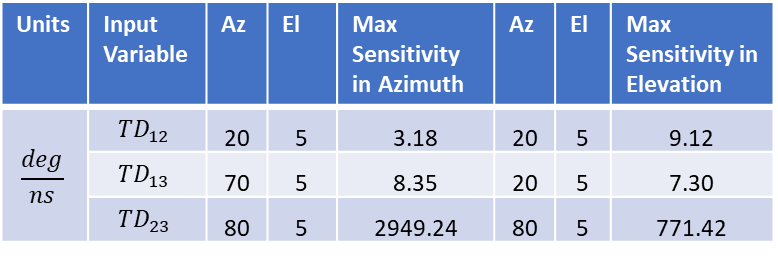 Units Input Variable Az El Max Sensitivity in Azimuth Az El Max Sensitivity in Elevation
deg/ns TD₁₂ 20 5 3.18 20 5 9.12
TD₁₃ 70 5 8.35 20 5 7.30
TD₂₃ 80 5 2949.24 80 5 771.42